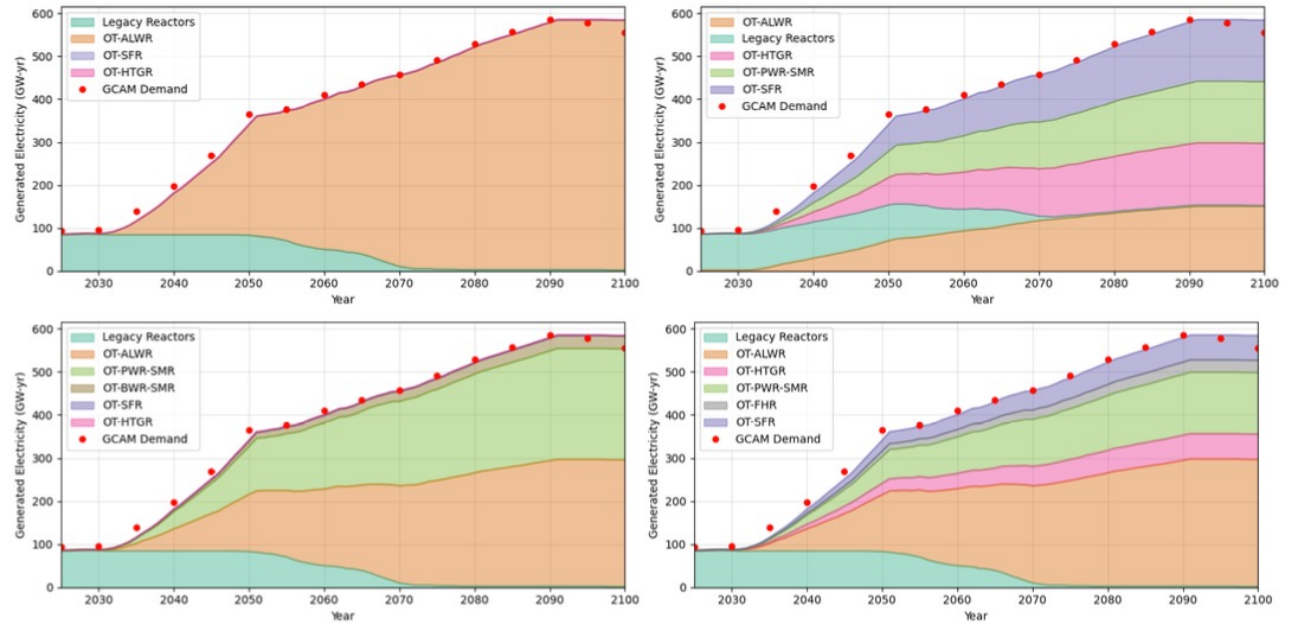 Generated Electricity (GW-yr)
600
500
400
300
200
100
0
Legacy Reactors
OT-ALWR
OT-SFR
OT-HTGR
GCAM Demand
2030 2040 2050 2060 2070 2080 2090 2100
Year
Generated Electricity (GW-yr)
600
500
400
300
200
100
0
OT-ALWR
Legacy Reactors
OT-HTGR
OT-PWR-SMR
OT-SFR
GCAM Demand
2030 2040 2050 2060 2070 2080 2090 2100
Year
Generated Electricity (GW-yr)
600
500
400
300
200
100
0
Legacy Reactors
OT-ALWR
OT-PWR-SMR
OT-BWR-SMR
OT-SFR
OT-HTGR
GCAM Demand
2030 2040 2050 2060 2070 2080 2090 2100
Year
Generated Electricity (GW-yr)
600
500
400
300
200
100
0
Legacy Reactors
OT-ALWR
OT-HTGR
OT-PWR-SMR
OT-FHR
OT-SFR
GCAM Demand
2030 2040 2050 2060 2070 2080 2090 2100
Year